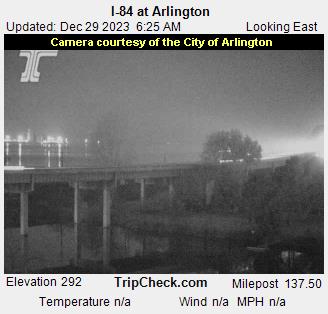 I-84 at Arlington
Updated: Dec 29 2023 6:25 AM Looking East
Camera courtesy of the City of Arlington
Elevation 292 TripCheck.com Milepost 137.50
Temperature n/a Wind n/a MPH n/a